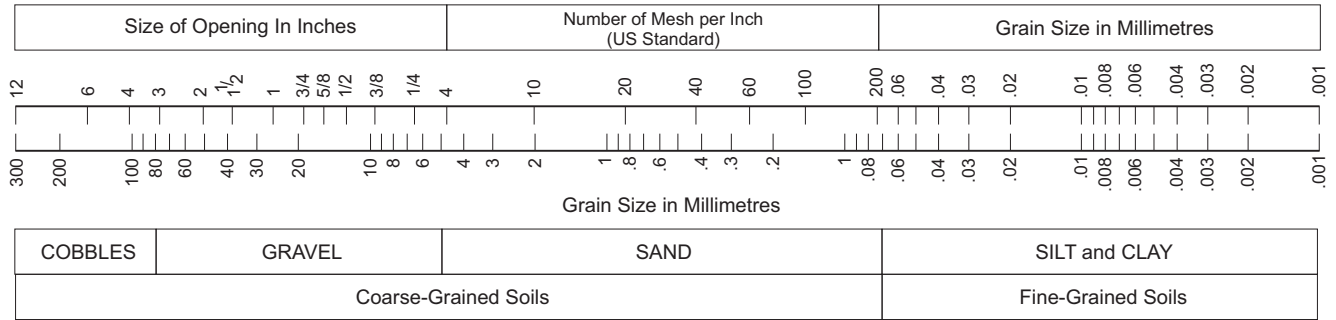 Size of Opening In Inches
Number of Mesh per Inch
(US Standard)
Grain Size in Millimetres
12 6 4 3 2 1 1/2 1 3/4 5/8 1/2 3/8 1/4 4 10 20 40 60 100 200 .06 .04 .03 .02 .01 .008 .006 .004 .003 .002 .001
300 200 100 80 60 40 30 20 10 8 6 4 3 2 1 .8 .6 .4 .3 .2 1 .08 .06 .04 .03 .02 .01 .008 .006 .004 .003 .002 .001
Grain Size in Millimetres
COBBLES GRAVEL SAND SILT and CLAY
Coarse-Grained Soils Fine-Grained Soils